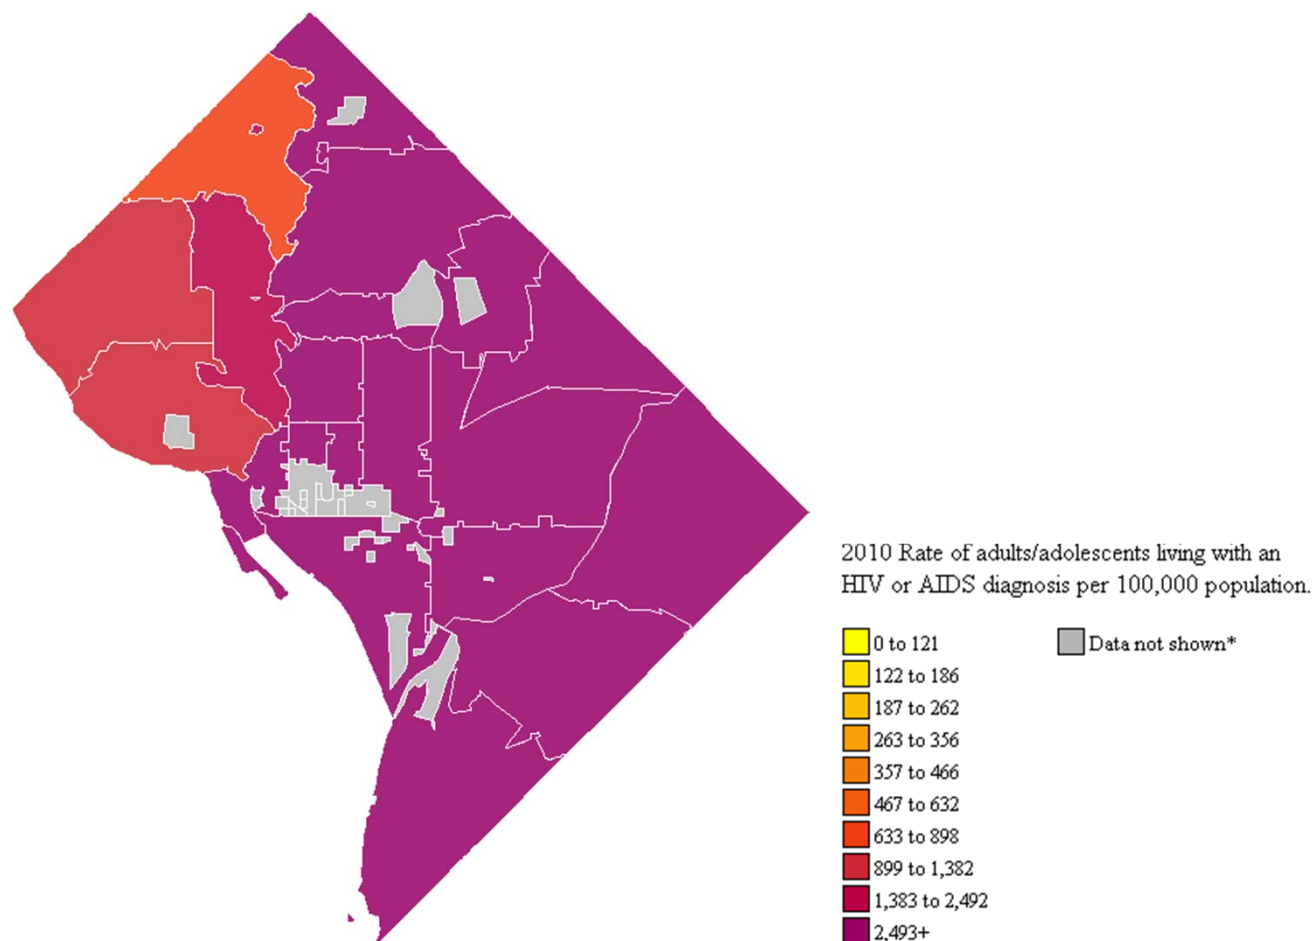 2010 Rate of adults/adolescents living with an
HIV or AIDS diagnosis per 100,000 population.
0 to 121
Data not shown*
122 to 186
187 to 262
263 to 356
357 to 466
467 to 632
633 to 898
899 to 1,382
1,383 to 2,492
2,493+